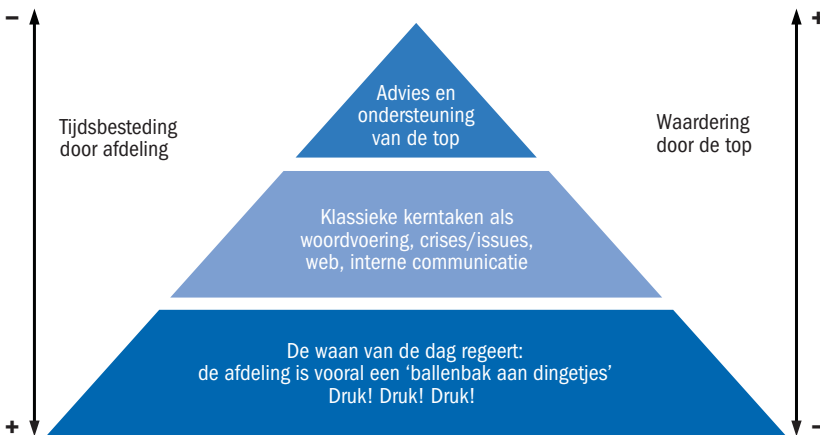 –
+
Advies en
ondersteuning
van de top
Tijdsbesteding
door afdeling
Waardering
door de top
Klassieke kerntaken als
woordvoering, crises/issues,
web, interne communicatie
De waan van de dag regeert:
de afdeling is vooral een ‘ballenbak aan dingetjes’
Druk! Druk! Druk!
+
–